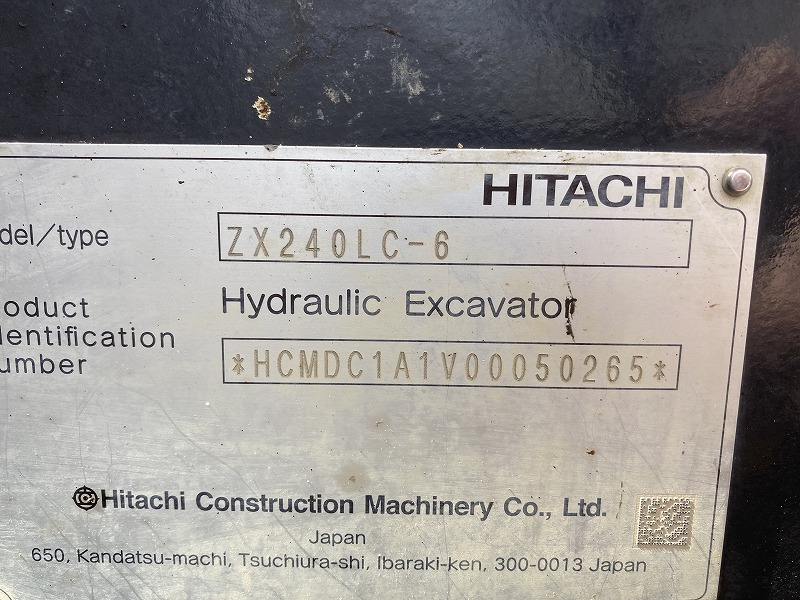 HITACHI
del/type ZX240LC-6
Hydraulic Excavator
oduct
entification
umber *HCMDC1A1V00050265*
Hitachi Construction Machinery Co., Ltd.
Japan
650, Kandatsu-machi, Tsuchiura-shi, Ibaraki-ken, 300-0013 Japan